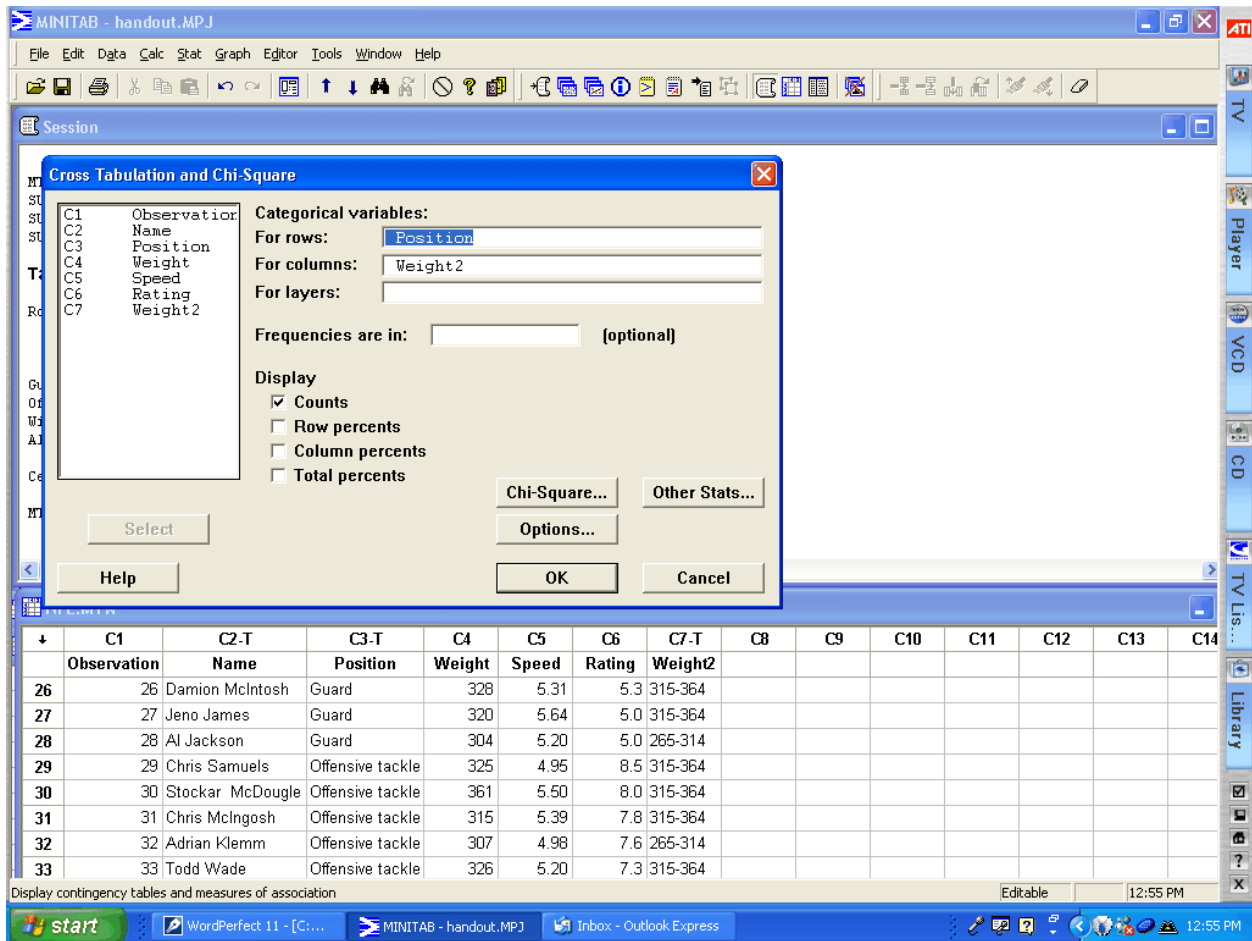 MINITAB - handout.MPJ
File Edit Data Calc Stat Graph Editor Tools Window Help
Session
Cross Tabulation and Chi-Square
C1 Observation
C2 Name
C3 Position
C4 Weight
C5 Speed
C6 Rating
C7 Weight2
Categorical variables:
For rows: Position
For columns: Weight2
For layers:
Frequencies are in: (optional)
Display
Counts
Row percents
Column percents
Total percents
Chi-Square... Other Stats...
Select Options...
Help OK Cancel
C1 C2-T C3-T C4 C5 C6 C7-T C8 C9 C10 C11 C12 C13 C14
Observation Name Position Weight Speed Rating Weight2
26 26 Damion McIntosh Guard 328 5.31 5.3 315-364
27 27 Jeno James Guard 320 5.64 5.0 315-364
28 28 Al Jackson Guard 304 5.20 5.0 265-314
29 29 Chris Samuels Offensive tackle 325 4.95 8.5 315-364
30 30 Stockar McDougle Offensive tackle 361 5.50 8.0 315-364
31 31 Chris McIngosh Offensive tackle 315 5.39 7.8 315-364
32 32 Adrian Klemm Offensive tackle 307 4.98 7.6 265-314
33 33 Todd Wade Offensive tackle 326 5.20 7.3 315-364
Display contingency tables and measures of association Editable 12:55 PM
start WordPerfect 11 - [C:... MINITAB - handout.MPJ Inbox - Outlook Express 12:55 PM
ATI
TV
Player
VCD
CD
TV Lis...
Library